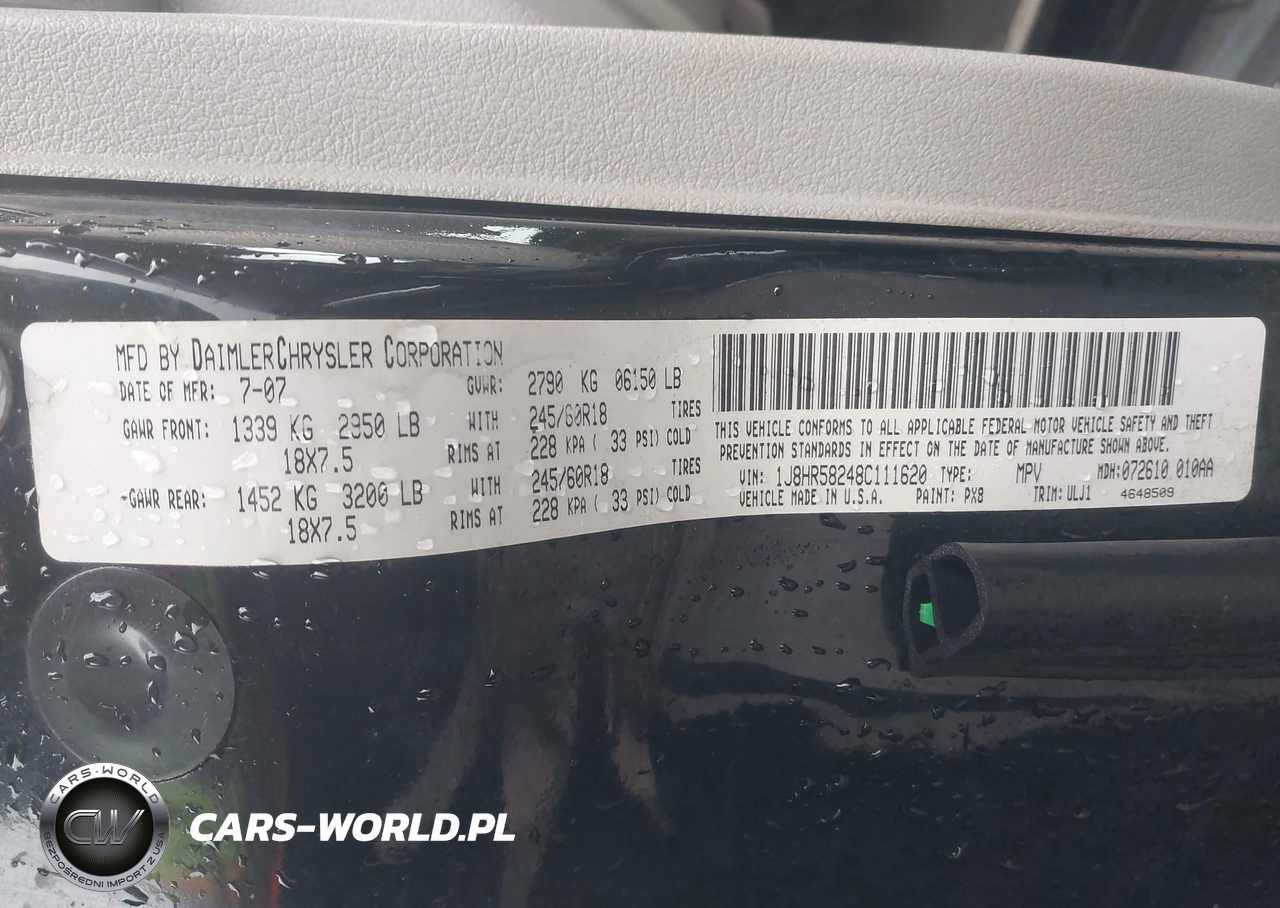 MFD BY DAIMLERCHRYSLER CORPORATION
DATE OF MFR: 7-07 GVWR: 2790 KG 06150 LB
GAWR FRONT: 1339 KG 2950 LB WITH 245/60R18 TIRES
18X7.5 RIMS AT 228 KPA ( 33 PSI) COLD
GAWR REAR: 1452 KG 3200 LB WITH 245/60R18 TIRES
18X7.5 RIMS AT 228 KPA ( 33 PSI) COLD
THIS VEHICLE CONFORMS TO ALL APPLICABLE FEDERAL MOTOR VEHICLE SAFETY AND THEFT
PREVENTION STANDARDS IN EFFECT ON THE DATE OF MANUFACTURE SHOWN ABOVE.
VIN: 1J8HR58248C111620 TYPE: MPV MDH:072610 010AA
VEHICLE MADE IN U.S.A. PAINT: PX8 TRIM: ULJ1 4648509
CARS-WORLD
CW
BEZPOŚREDNI IMPORT Z USA
CARS-WORLD.PL